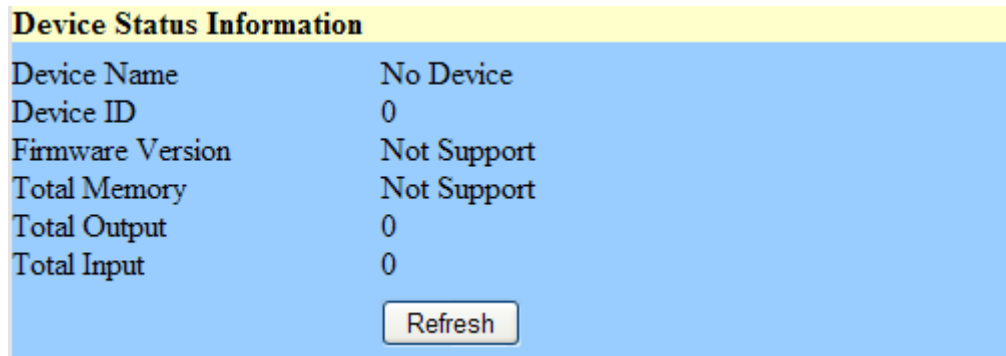 Device Status Information
Device Name No Device
Device ID 0
Firmware Version Not Support
Total Memory Not Support
Total Output 0
Total Input 0
Refresh